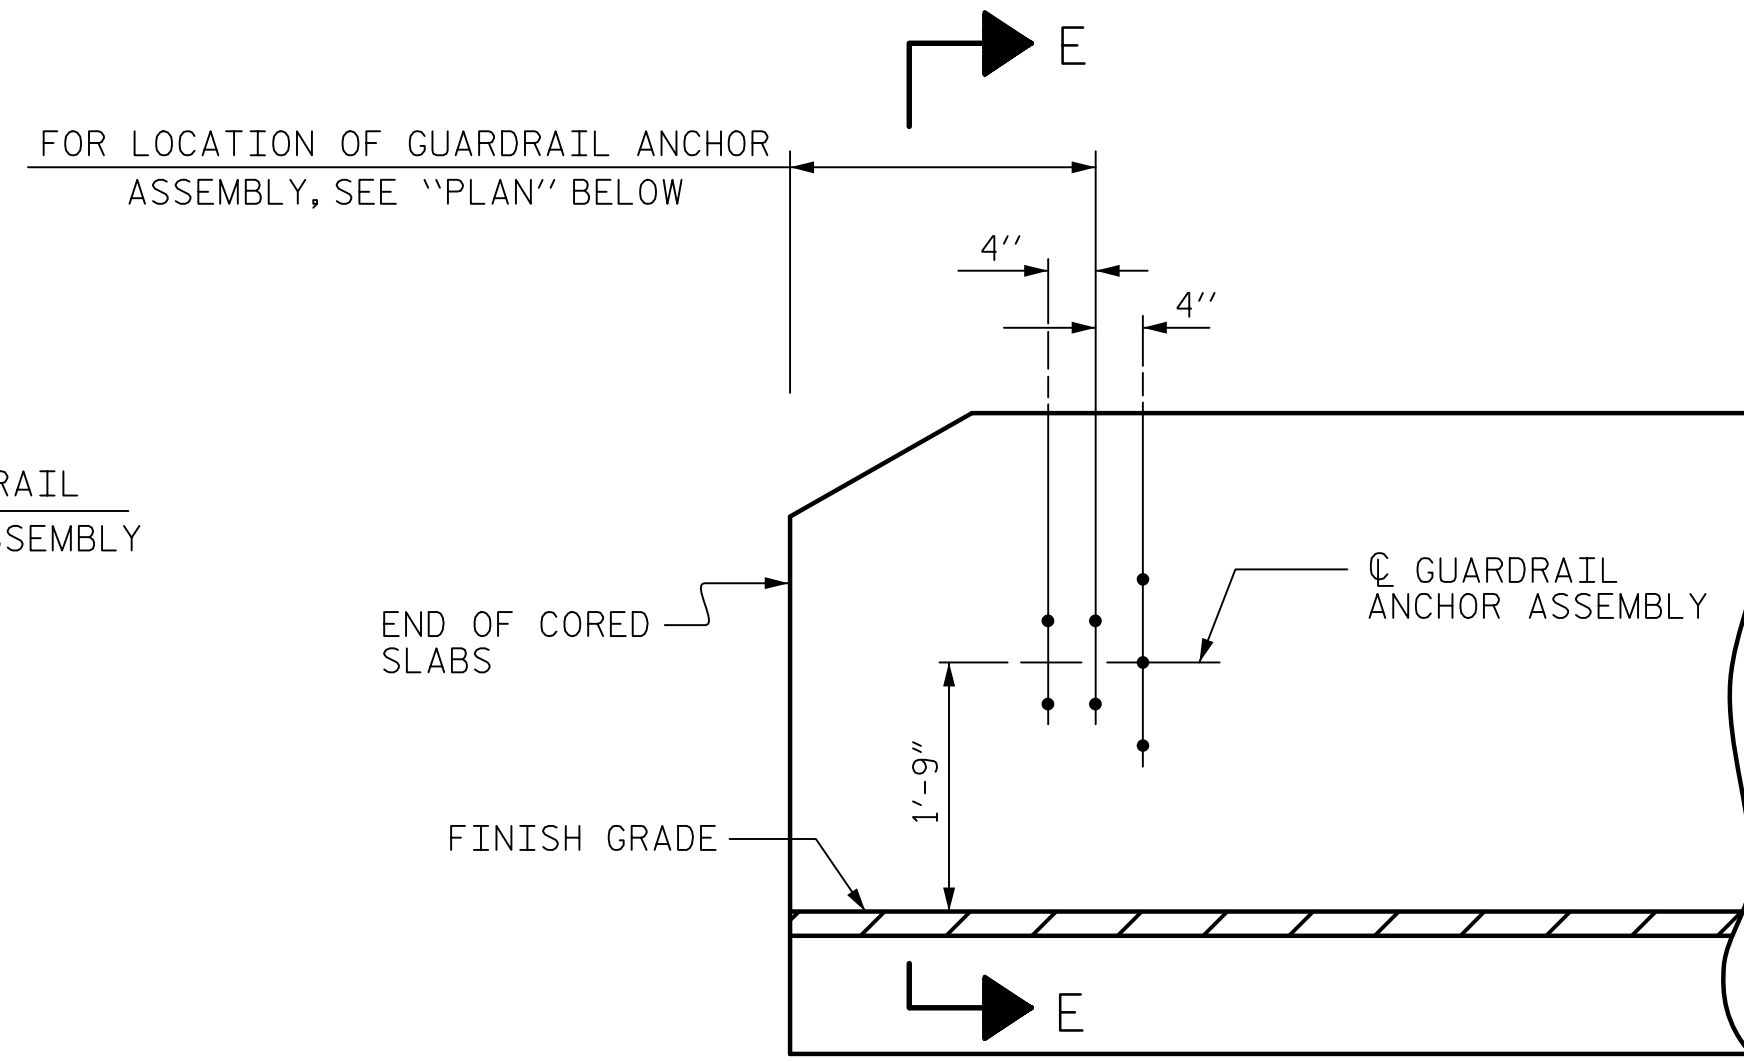 E
FOR LOCATION OF GUARDRAIL ANCHOR
ASSEMBLY, SEE ‵‵PLAN′′ BELOW
4′′
4′′
RAIL
SSEMBLY
℄ GUARDRAIL
ANCHOR ASSEMBLY
END OF CORED
SLABS
1′-9″
FINISH GRADE
E